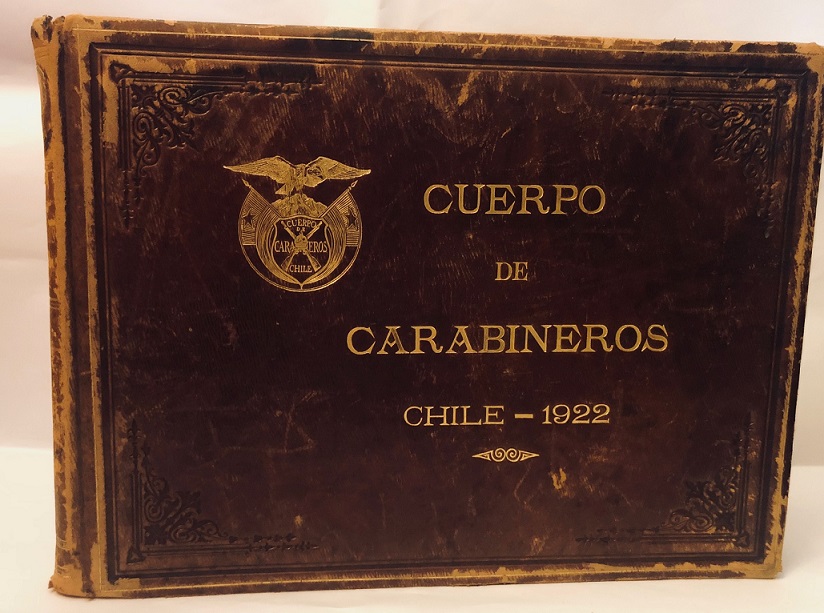 CUERPO
DE
CARABINEROS
CHILE
CUERPO
DE
CARABINEROS
CHILE – 1922